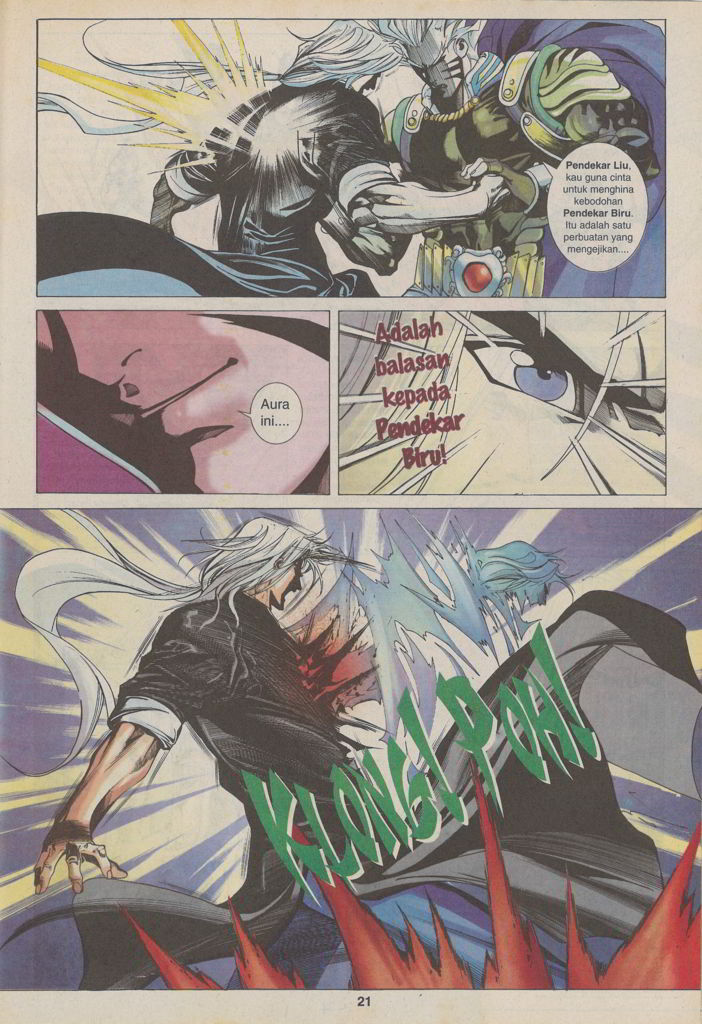 Pendekar Liu,
kau guna cinta
untuk menghina
kebodohan
Pendekar Biru.
Itu adalah satu
perbuatan yang
mengejikan....
Aura
ini....
Adalah
balasan
kepada
Pendekar
Biru!
KLONG! POH!
21